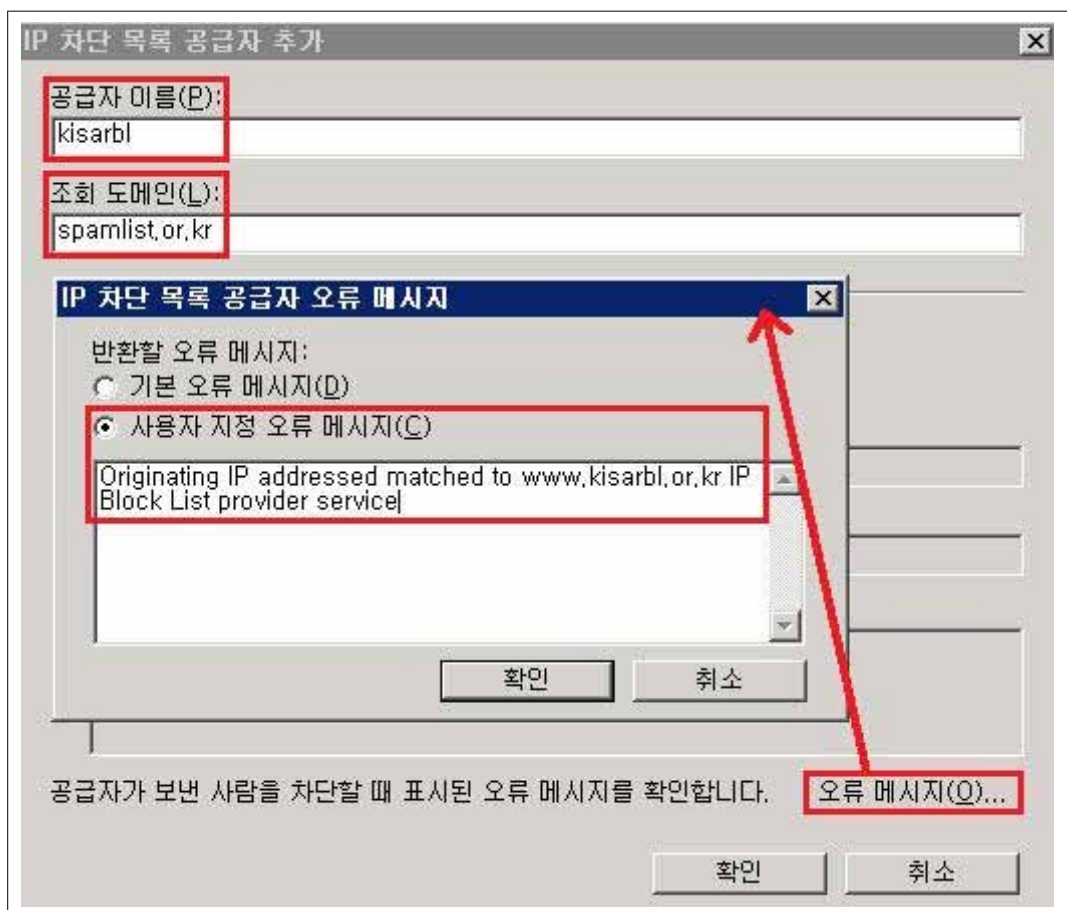 IP 차단 목록 공급자 추가
공급자 이름(P):
kisarbl
조회 도메인(L):
spamlist.or.kr
IP 차단 목록 공급자 오류 메시지
반환할 오류 메시지:
기본 오류 메시지(D)
사용자 지정 오류 메시지(C)
Originating IP addressed matched to www.kisarbl.or.kr IP
Block List provider service
확인 취소
공급자가 보낸 사람을 차단할 때 표시된 오류 메시지를 확인합니다. 오류 메시지(O)...
확인 취소